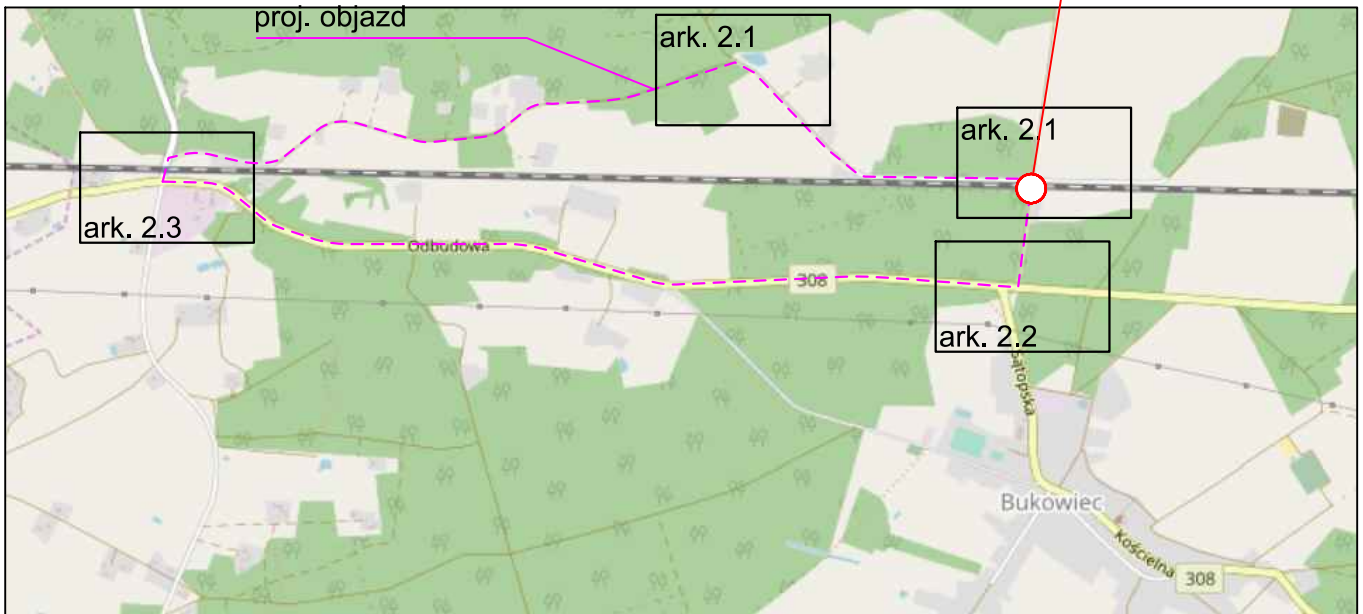 proj. objazd
ark. 2.1
ark. 2.1
ark. 2.3
Odbudowa
308
ark. 2.2
Sątopska
Bukowiec
Kościelna
308